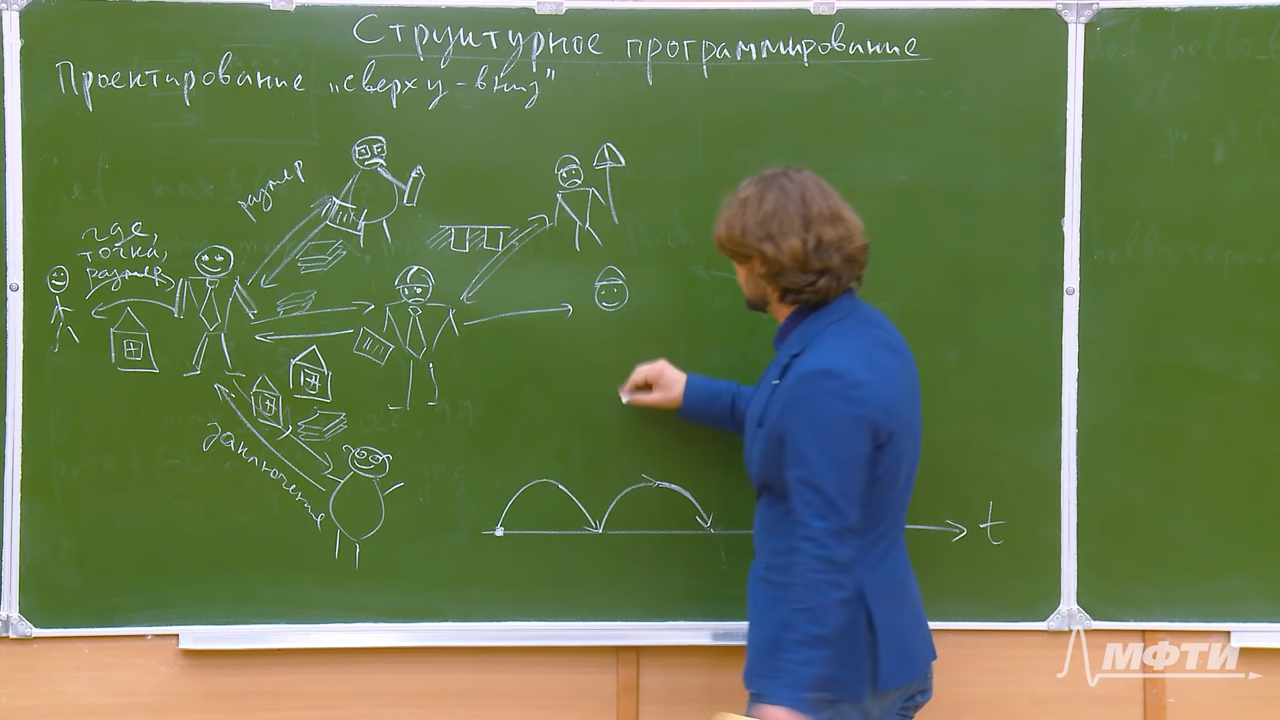 Структурное программирование
Проектирование „сверху-вниз"
размер
где,
точка,
размер
заключение
t
МФТИ